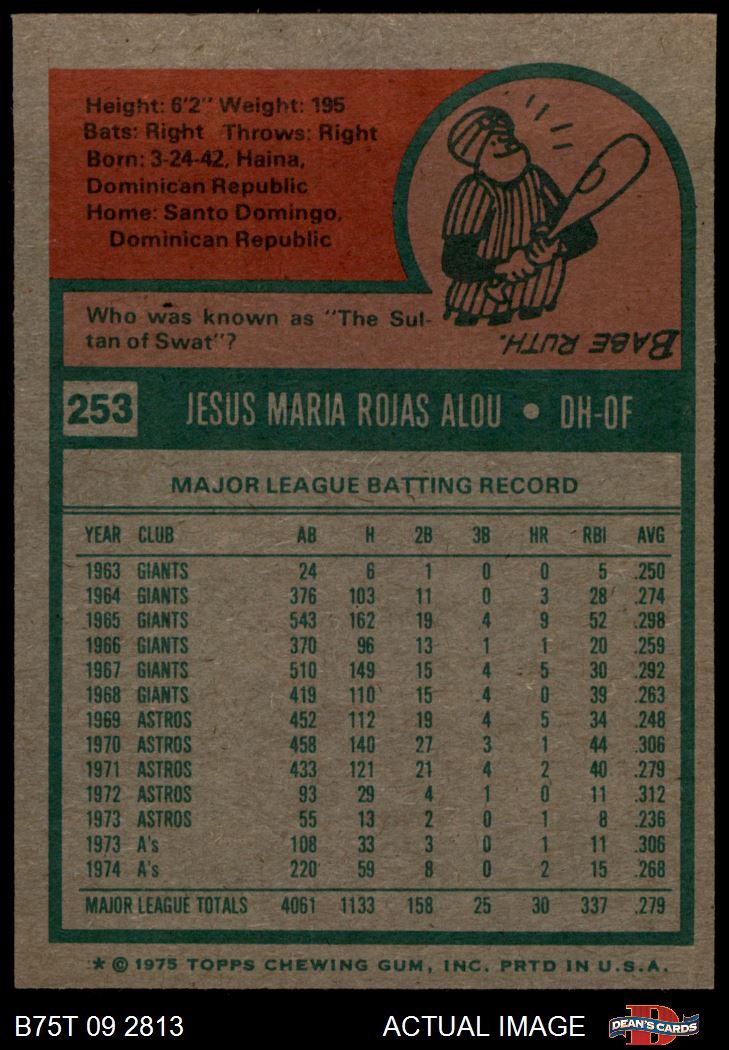 Height: 6'2" Weight: 195
Bats: Right Throws: Right
Born: 3-24-42, Haina,
Dominican Republic
Home: Santo Domingo,
Dominican Republic
Who was known as "The Sul-
tan of Swat"?
BABE RUTH.
253 JESUS MARIA ROJAS ALOU • DH-OF
MAJOR LEAGUE BATTING RECORD
YEAR CLUB AB H 2B 3B HR RBI AVG
1963 GIANTS 24 6 1 0 0 5 .250
1964 GIANTS 376 103 11 0 3 28 .274
1965 GIANTS 543 162 19 4 9 52 .298
1966 GIANTS 370 96 13 1 1 20 .259
1967 GIANTS 510 149 15 4 5 30 .292
1968 GIANTS 419 110 15 4 0 39 .263
1969 ASTROS 452 112 19 4 5 34 .248
1970 ASTROS 458 140 27 3 1 44 .306
1971 ASTROS 433 121 21 4 2 40 .279
1972 ASTROS 93 29 4 1 0 11 .312
1973 ASTROS 55 13 2 0 1 8 .236
1973 A's 108 33 3 0 1 11 .306
1974 A's 220 59 8 0 2 15 .268
MAJOR LEAGUE TOTALS 4061 1133 158 25 30 337 .279
* © 1975 TOPPS CHEWING GUM, INC. PRTD IN U.S.A.
B75T 09 2813 ACTUAL IMAGE
DEAN'S CARDS